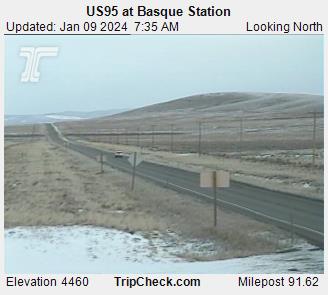 US95 at Basque Station
Updated: Jan 09 2024 7:35 AM Looking North
Elevation 4460 TripCheck.com Milepost 91.62